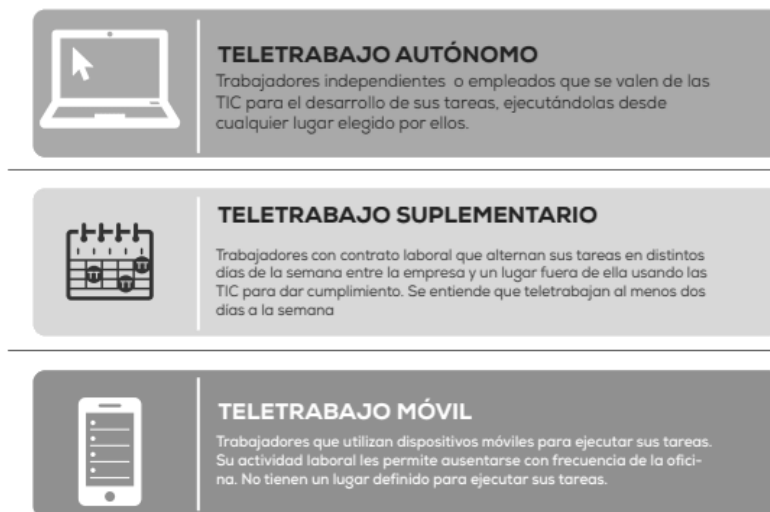 TELETRABAJO AUTÓNOMO
Trabajadores independientes o empleados que se valen de las
TIC para el desarrollo de sus tareas, ejecutándolas desde
cualquier lugar elegido por ellos.
TELETRABAJO SUPLEMENTARIO
Trabajadores con contrato laboral que alternan sus tareas en distintos
días de la semana entre la empresa y un lugar fuera de ella usando las
TIC para dar cumplimiento. Se entiende que teletrabajan al menos dos
días a la semana
TELETRABAJO MÓVIL
Trabajadores que utilizan dispositivos móviles para ejecutar sus tareas.
Su actividad laboral les permite ausentarse con frecuencia de la ofici-
na. No tienen un lugar definido para ejecutar sus tareas.